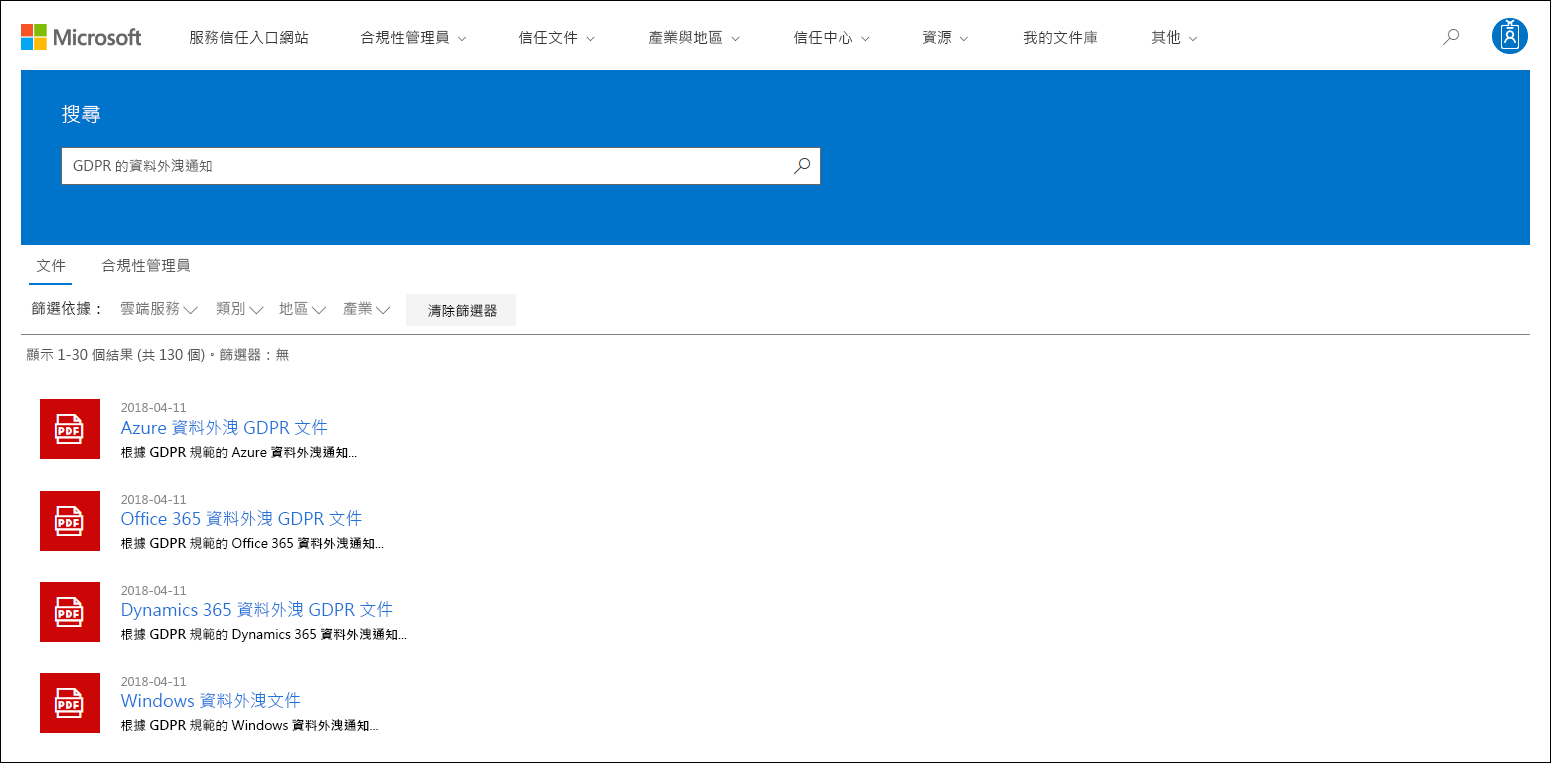 Microsoft 服務信任入口網站 合規性管理員 信任文件 產業與地區 信任中心 資源 我的文件庫 其他
搜尋
GDPR 的資料外洩通知
文件 合規性管理員
篩選依據： 雲端服務 類別 地區 產業 清除篩選器
顯示 1-30 個結果 (共 130 個)。篩選器：無
2018-04-11
PDF Azure 資料外洩 GDPR 文件
根據 GDPR 規範的 Azure 資料外洩通知...
2018-04-11
PDF Office 365 資料外洩 GDPR 文件
根據 GDPR 規範的 Office 365 資料外洩通知...
2018-04-11
PDF Dynamics 365 資料外洩 GDPR 文件
根據 GDPR 規範的 Dynamics 365 資料外洩通知...
2018-04-11
PDF Windows 資料外洩文件
根據 GDPR 規範的 Windows 資料外洩通知...